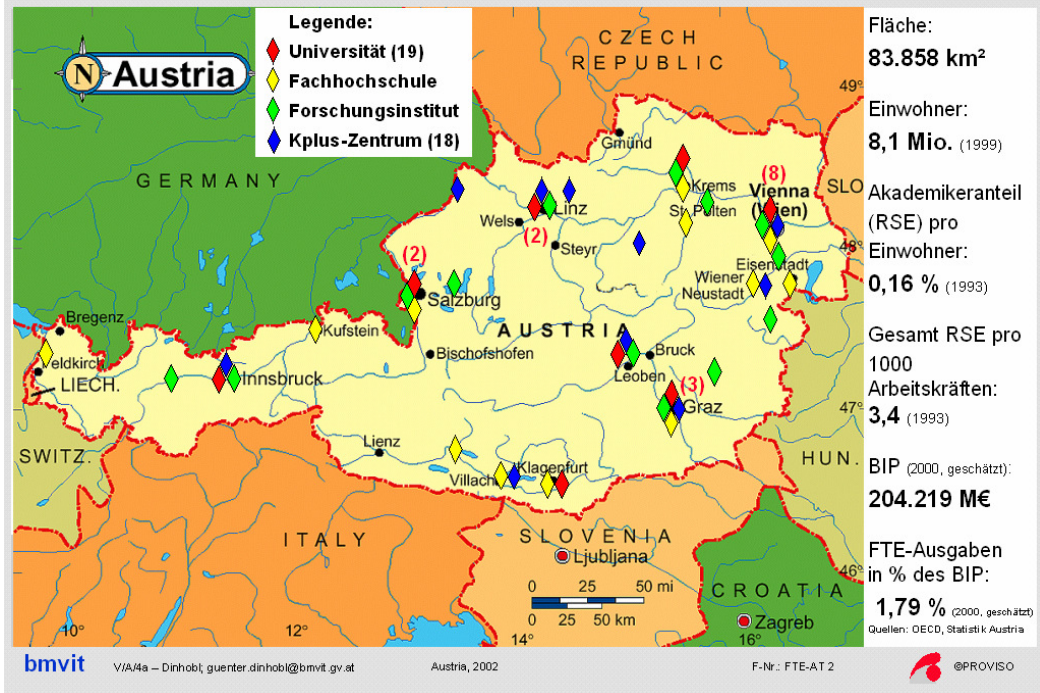 Legende:
Universität (19)
Fachhochschule
Forschungsinstitut
Kplus-Zentrum (18)
N Austria
CZECH
REPUBLIC
49°
GERMANY
Gmünd
Krems
(8)
Vienna
(Wien)
SLO
St. Pölten
Linz
Wels
(2)
Steyr
48°
(2)
Eisenstadt
Wiener
Neustadt
Salzburg
Bregenz
Kufstein
AUSTRIA
Bischofshofen
Bruck
Leoben
Feldkirch
LIECH.
Innsbruck
(3)
Graz
47°
Lienz
SWITZ.
Klagenfurt
Villach
HUN.
ITALY
SLOVENIA
Ljubljana
46°
CROATIA
0 25 50 mi
0 25 50 km
Zagreb
10° 12° 14° 16°
Fläche:
83.858 km²
Einwohner:
8,1 Mio. (1999)
Akademikeranteil
(RSE) pro
Einwohner:
0,16 % (1993)
Gesamt RSE pro
1000
Arbeitskräften:
3,4 (1993)
BIP (2000, geschätzt):
204.219 M€
FTE-Ausgaben
in % des BIP:
1,79 % (2000, geschätzt)
Quellen: OECD, Statistik Austria
bmvit V/A/4a – Dinhobl; guenter.dinhobl@bmvit.gv.at Austria, 2002 F-Nr.: FTE-AT 2 ©PROVISO